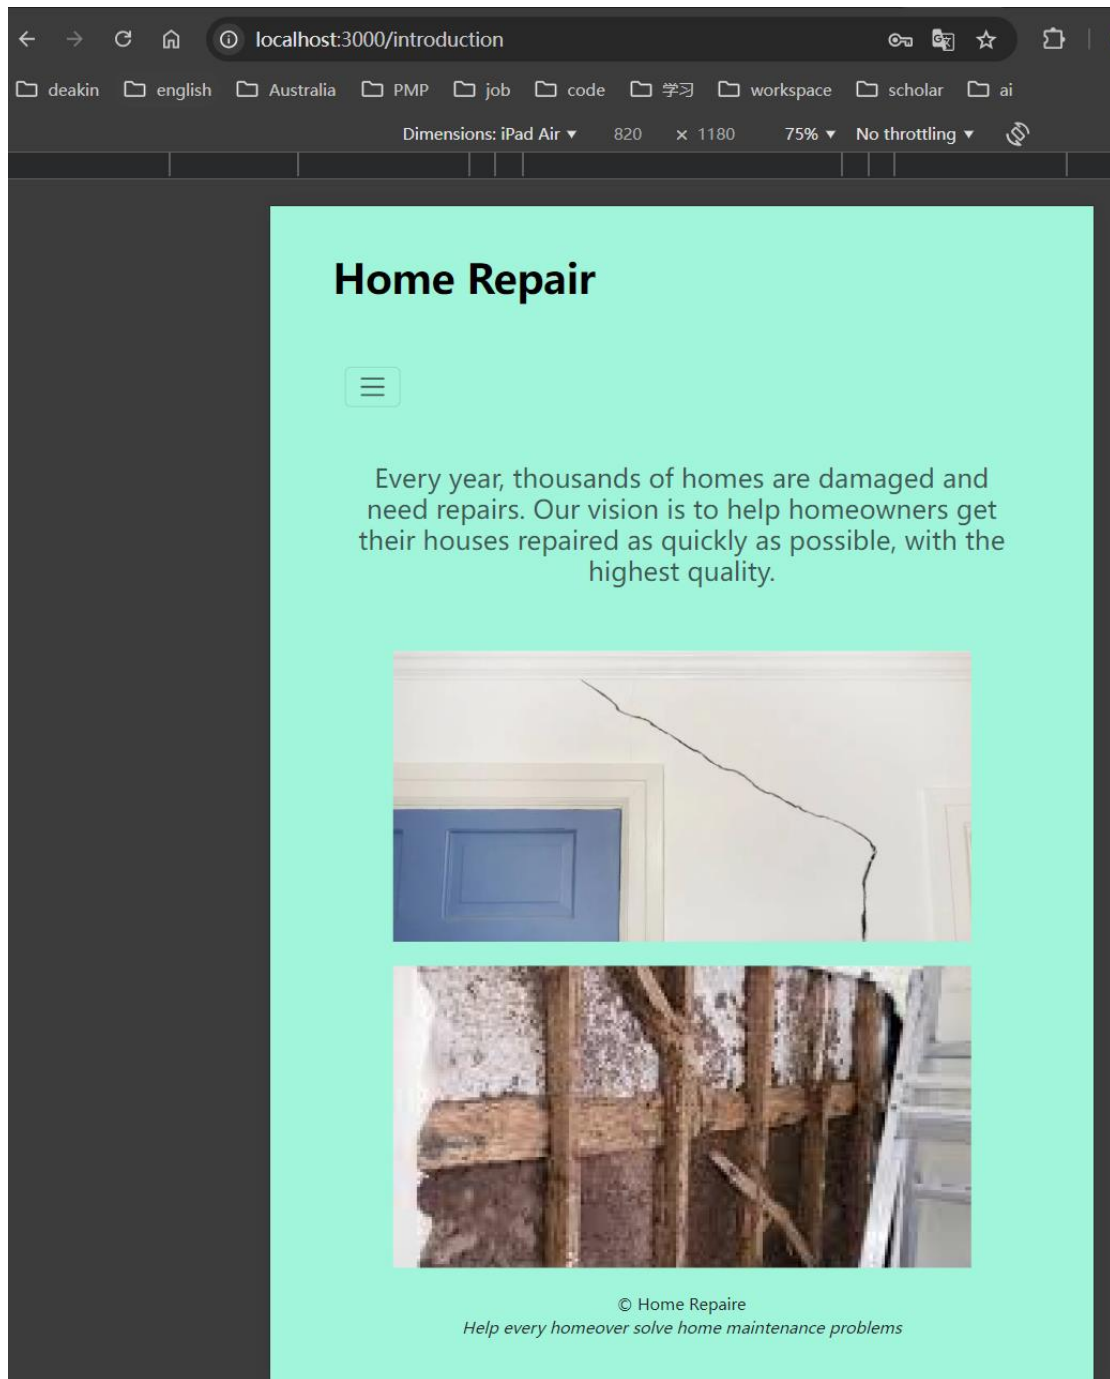 localhost:3000/introduction
deakin english Australia PMP job code 学习 workspace scholar ai
Dimensions: iPad Air ▼ 820 × 1180 75% ▼ No throttling ▼
Home Repair
Every year, thousands of homes are damaged and
need repairs. Our vision is to help homeowners get
their houses repaired as quickly as possible, with the
highest quality.
© Home Repaire
Help every homeover solve home maintenance problems